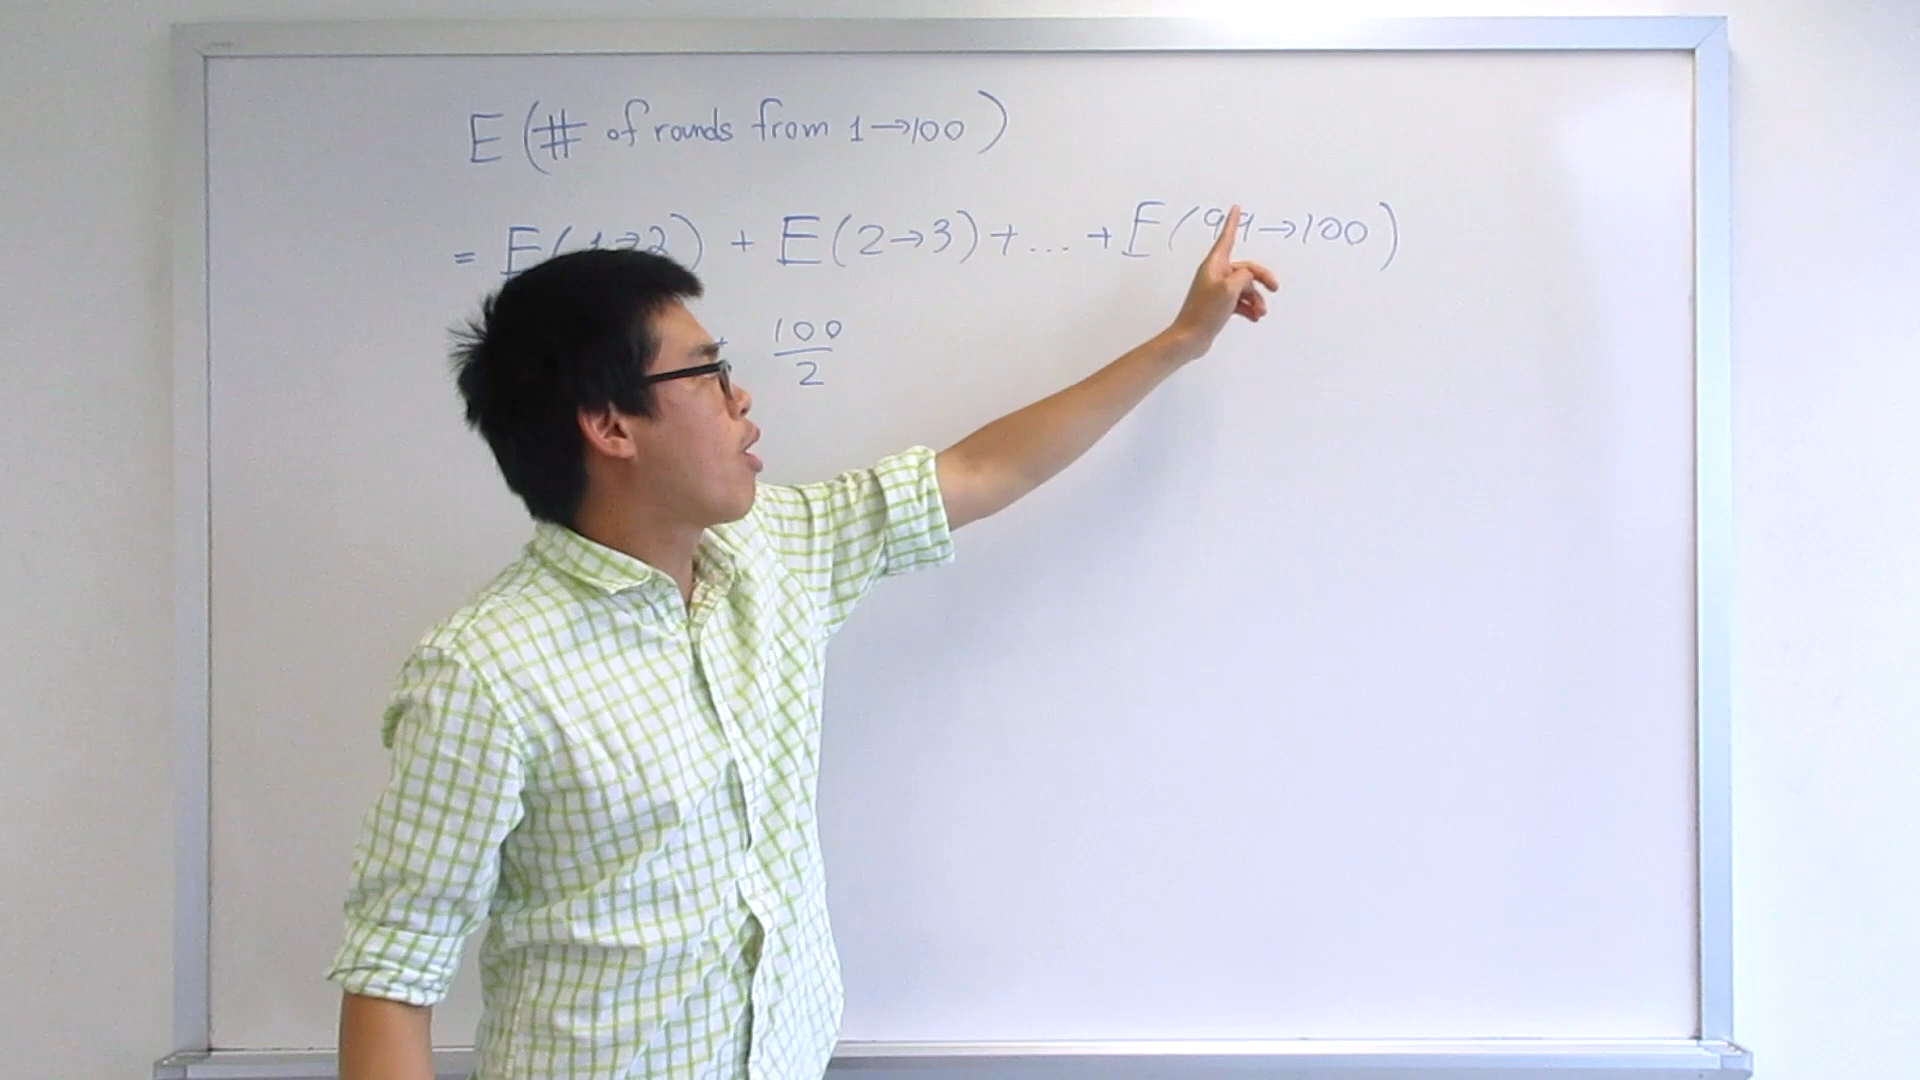 E(# of rounds from 1→100)
= E(1→2) + E(2→3)+...+E(99→100)
+ 100/2